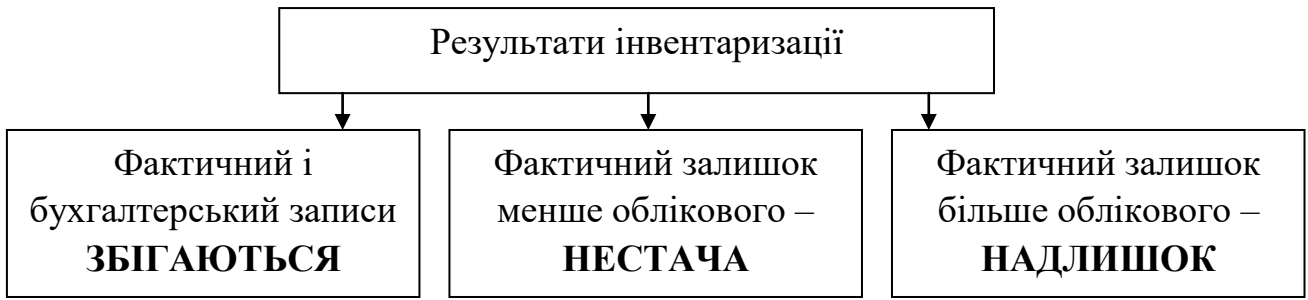 Результати інвентаризації
Фактичний і
бухгалтерський записи
ЗБІГАЮТЬСЯ
Фактичний залишок
менше облікового –
НЕСТАЧА
Фактичний залишок
більше облікового –
НАДЛИШОК